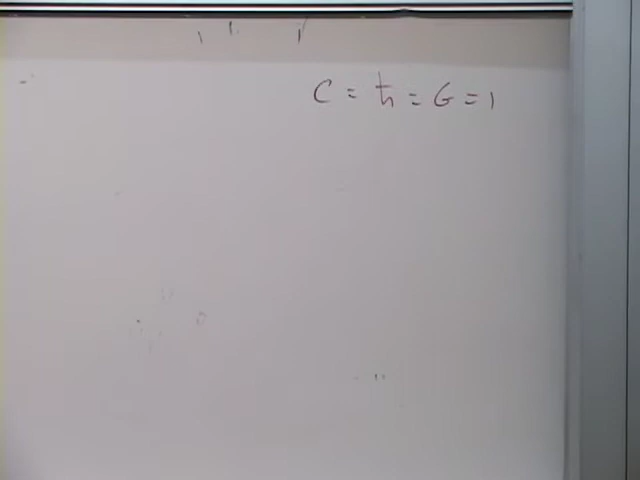 C = ℏ = G = 1